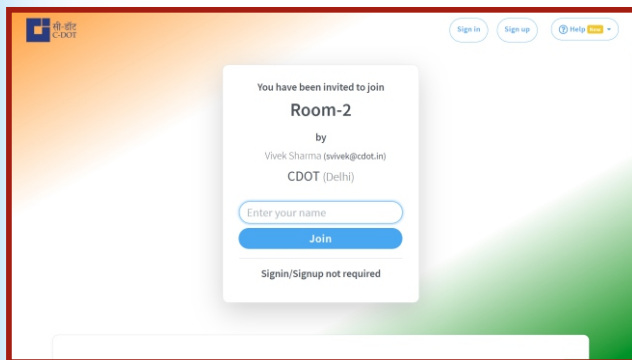 सी-डॉट
C-DOT
Sign in
Sign up
Help New
You have been invited to join
Room-2
by
Vivek Sharma (svivek@cdot.in)
CDOT (Delhi)
Enter your name
Join
Signin/Signup not required